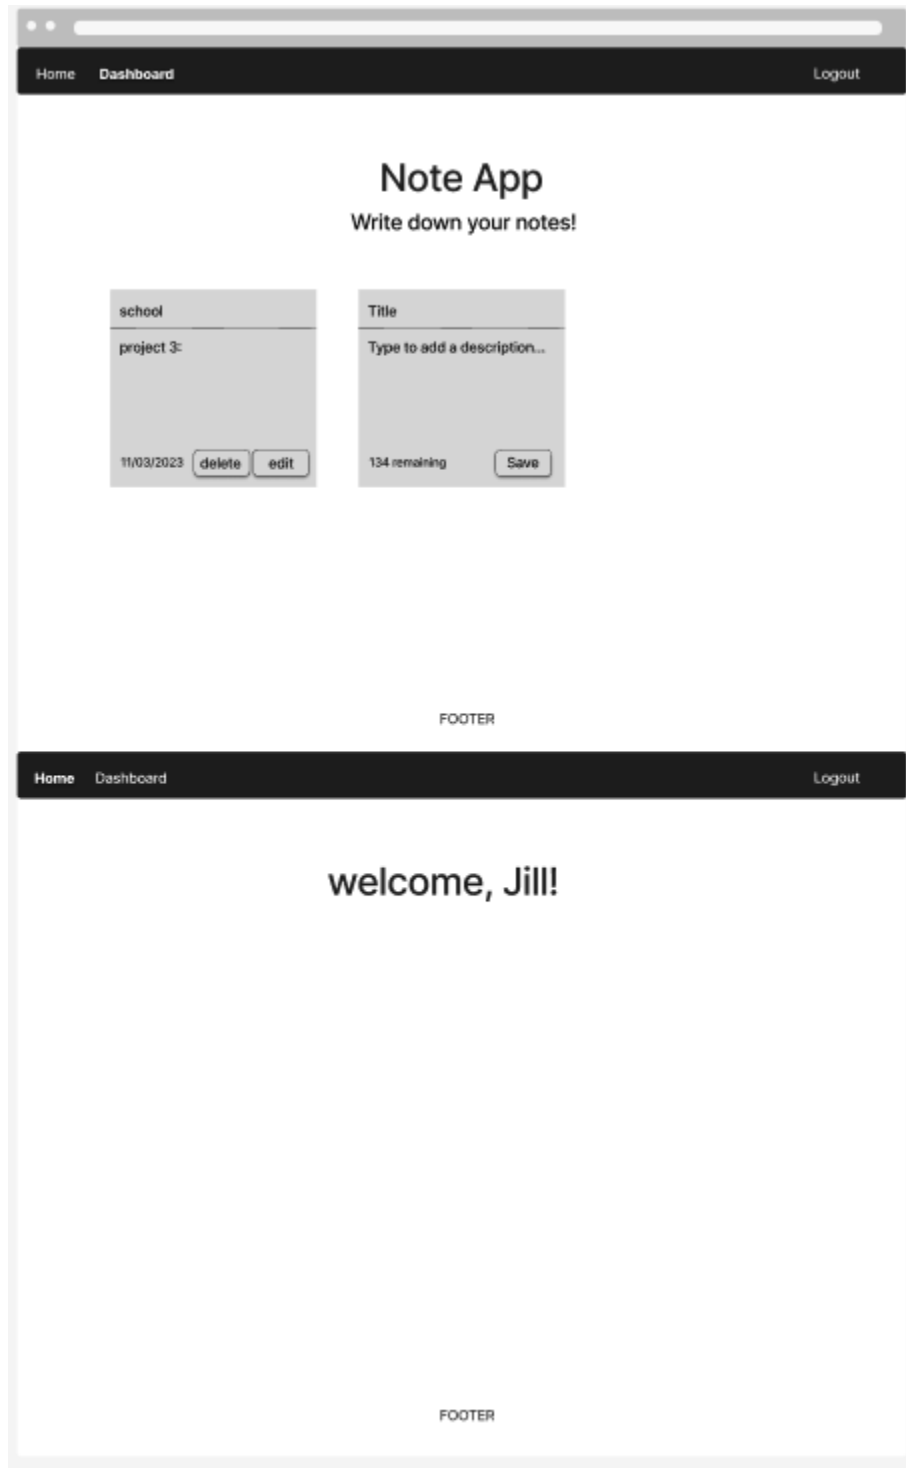 Home Dashboard Logout
Note App
Write down your notes!
school
project 3:
11/03/2023 delete edit
Title
Type to add a description...
134 remaining Save
FOOTER
Home Dashboard Logout
welcome, Jill!
FOOTER